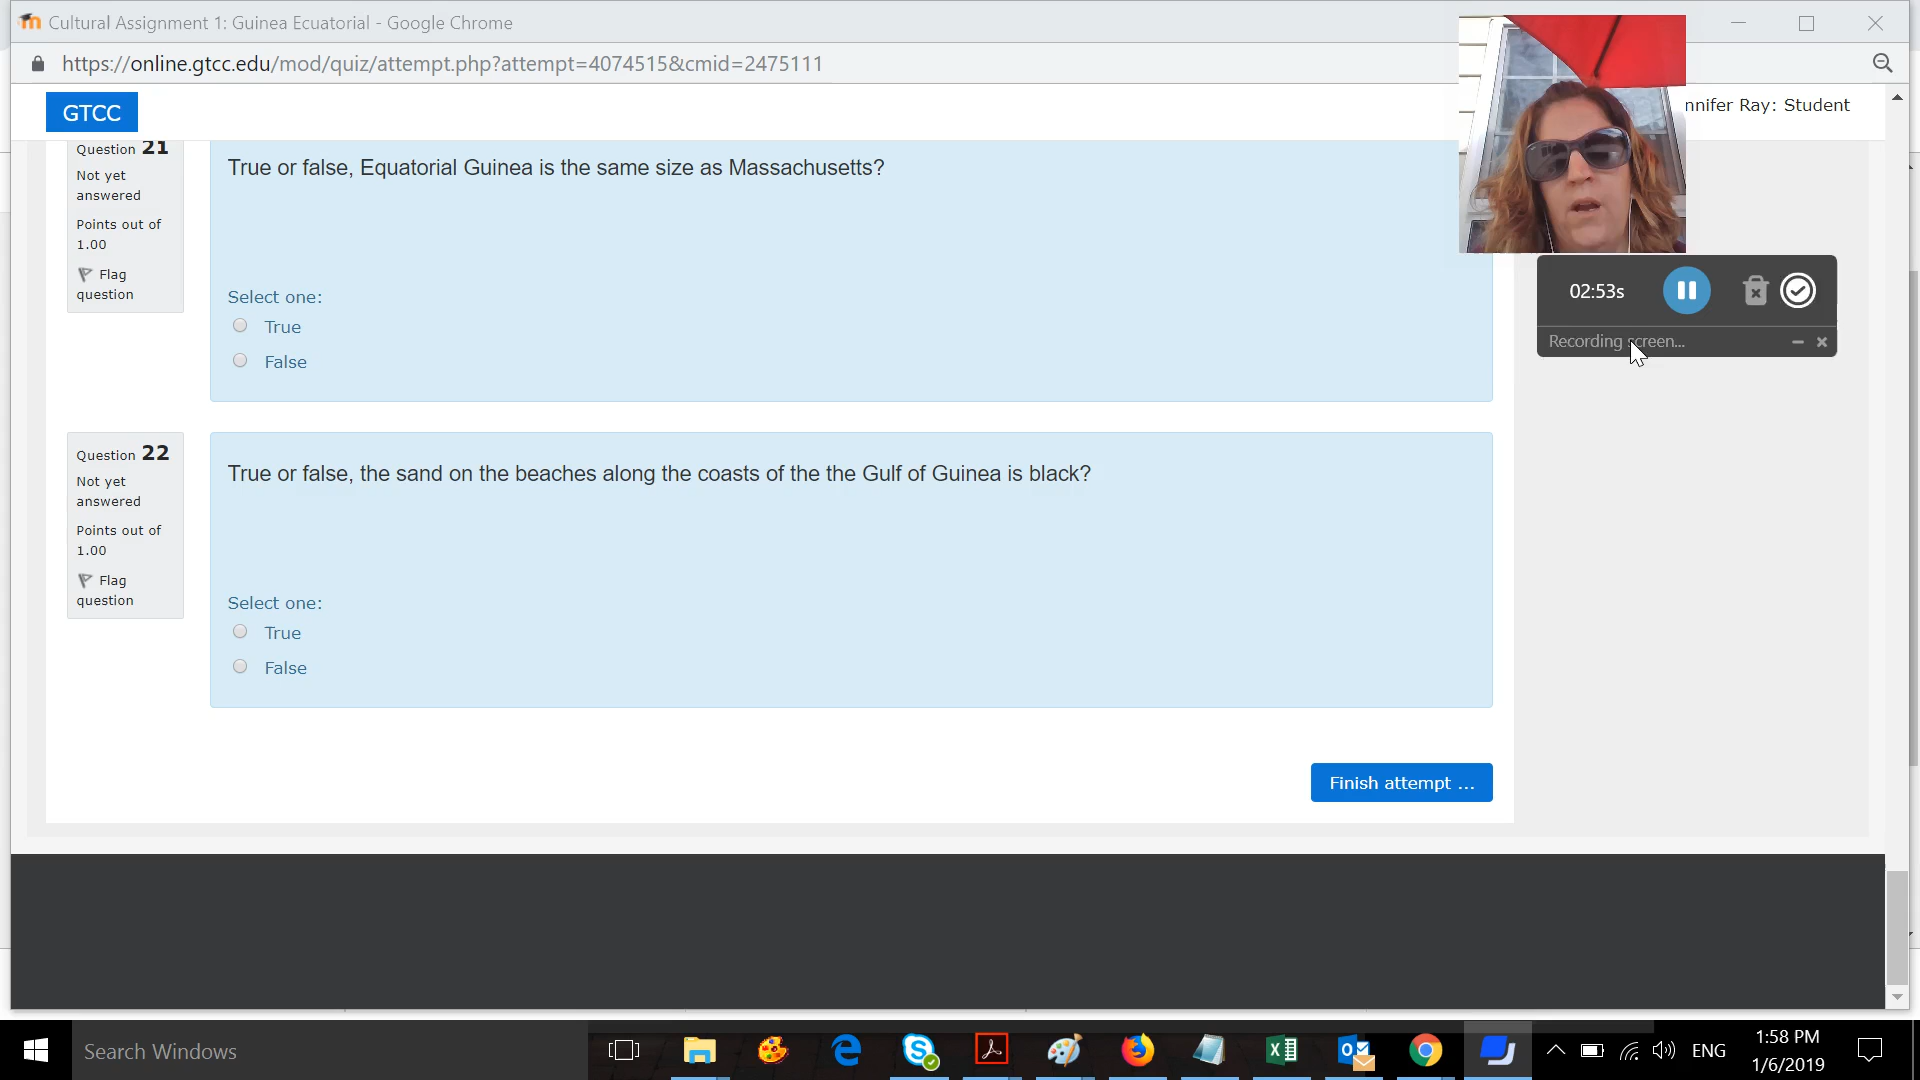 Cultural Assignment 1: Guinea Ecuatorial - Google Chrome
https://online.gtcc.edu/mod/quiz/attempt.php?attempt=4074515&cmid=2475111
GTCC
nnifer Ray: Student
Question 21
Not yet
answered
Points out of
1.00
Flag
question
True or false, Equatorial Guinea is the same size as Massachusetts?
Select one:
True
False
02:53s
Recording screen...
Question 22
Not yet
answered
Points out of
1.00
Flag
question
True or false, the sand on the beaches along the coasts of the the Gulf of Guinea is black?
Select one:
True
False
Finish attempt ...
Search Windows
ENG
1:58 PM
1/6/2019